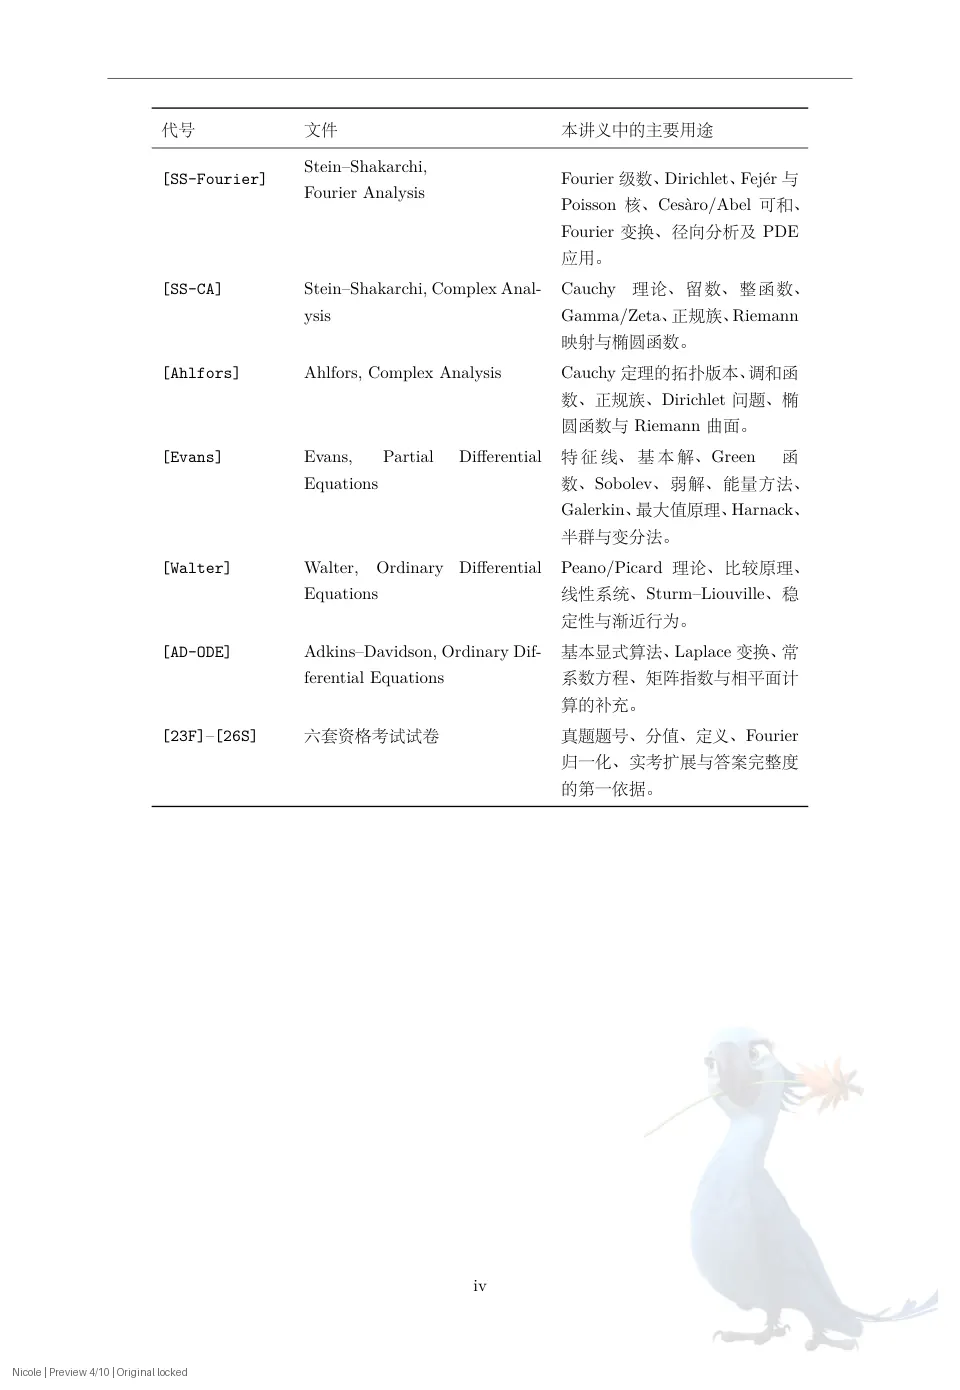 代号 文件 本讲义中的主要用途
[SS-Fourier] Stein–Shakarchi,
Fourier Analysis
Fourier 级数、Dirichlet、Fejér 与
Poisson 核、Cesàro/Abel 可和、
Fourier 变换、径向分析及 PDE
应用。
[SS-CA] Stein–Shakarchi, Complex Anal-
ysis
Cauchy 理论、留数、整函数、
Gamma/Zeta、正规族、Riemann
映射与椭圆函数。
[Ahlfors] Ahlfors, Complex Analysis
Cauchy 定理的拓扑版本、调和函
数、正规族、Dirichlet 问题、椭
圆函数与 Riemann 曲面。
[Evans] Evans, Partial Differential
Equations
特征线、基本解、Green 函
数、Sobolev、弱解、能量方法、
Galerkin、最大值原理、Harnack、
半群与变分法。
[Walter] Walter, Ordinary Differential
Equations
Peano/Picard 理论、比较原理、
线性系统、Sturm–Liouville、稳
定性与渐近行为。
[AD-ODE] Adkins–Davidson, Ordinary Dif-
ferential Equations
基本显式算法、Laplace 变换、常
系数方程、矩阵指数与相平面计
算的补充。
[23F]–[26S] 六套资格考试试卷
真题题号、分值、定义、Fourier
归一化、实考扩展与答案完整度
的第一依据。
iv
Nicole | Preview 4/10 | Original locked